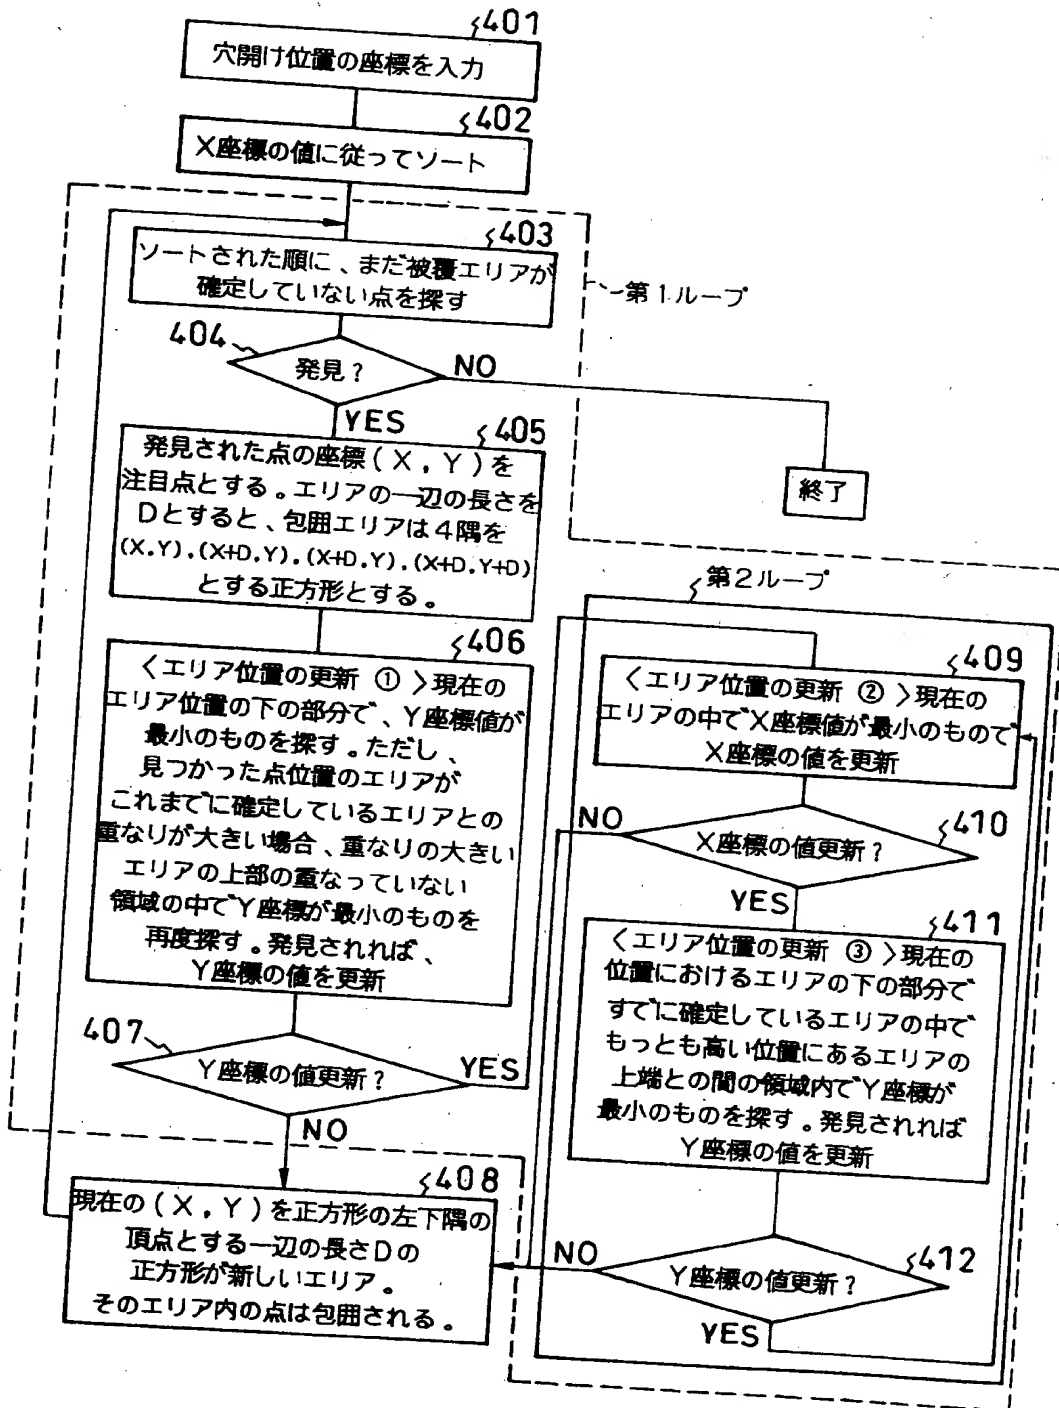 401
穴開け位置の座標を入力
402
X座標の値に従ってソート
403
ソートされた順に、まだ被覆エリアが
確定していない点を探す
第1ループ
404
発見?
NO
YES
405
発見された点の座標(X,Y)を
注目点とする。エリアの一辺の長さを
Dとすると、包囲エリアは4隅を
(X.Y).(X+D.Y).(X+D.Y).(X+D.Y+D)
とする正方形とする。
終了
406
〈エリア位置の更新 ①〉現在の
エリア位置の下の部分で、Y座標値が
最小のものを探す。ただし、
見つかった点位置のエリアが
これまでに確定しているエリアとの
重なりが大きい場合、重なりの大きい
エリアの上部の重なっていない
領域の中でY座標が最小のものを
再度探す。発見されれば、
Y座標の値を更新
407
Y座標の値更新?
YES
NO
408
現在の(X,Y)を正方形の左下隅の
頂点とする一辺の長さDの
正方形が新しいエリア。
そのエリア内の点は包囲される。
第2ループ
409
〈エリア位置の更新 ②〉現在の
エリアの中でX座標値が最小のもので
X座標の値を更新
NO
410
X座標の値更新?
YES
411
〈エリア位置の更新 ③〉現在の
位置におけるエリアの下の部分で
すでに確定しているエリアの中で
もっとも高い位置にあるエリアの
上端との間の領域内でY座標が
最小のものを探す。発見されれば
Y座標の値を更新
NO
412
Y座標の値更新?
YES